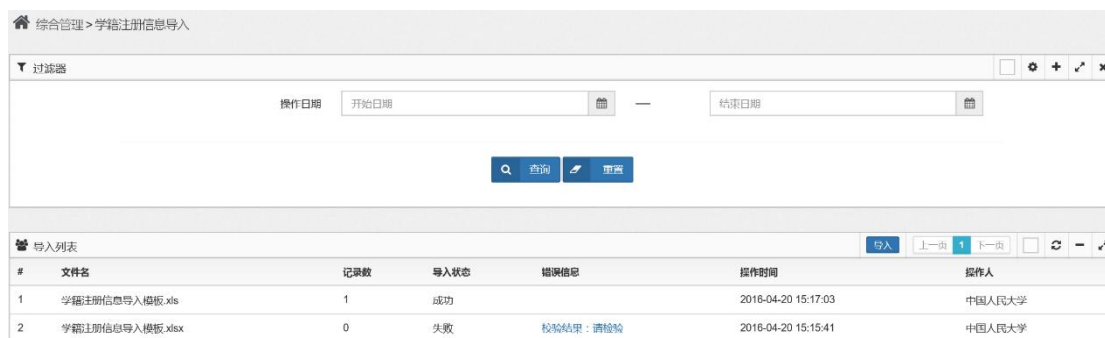 综合管理>学籍注册信息导入
过滤器
操作日期 开始日期 — 结束日期
查询 重置
导入列表 导入 上一页 1 下一页
# 文件名 记录数 导入状态 错误信息 操作时间 操作人
1 学籍注册信息导入模板.xls 1 成功 2016-04-20 15:17:03 中国人民大学
2 学籍注册信息导入模板.xlsx 0 失败 校验结果：请检验 2016-04-20 15:15:41 中国人民大学